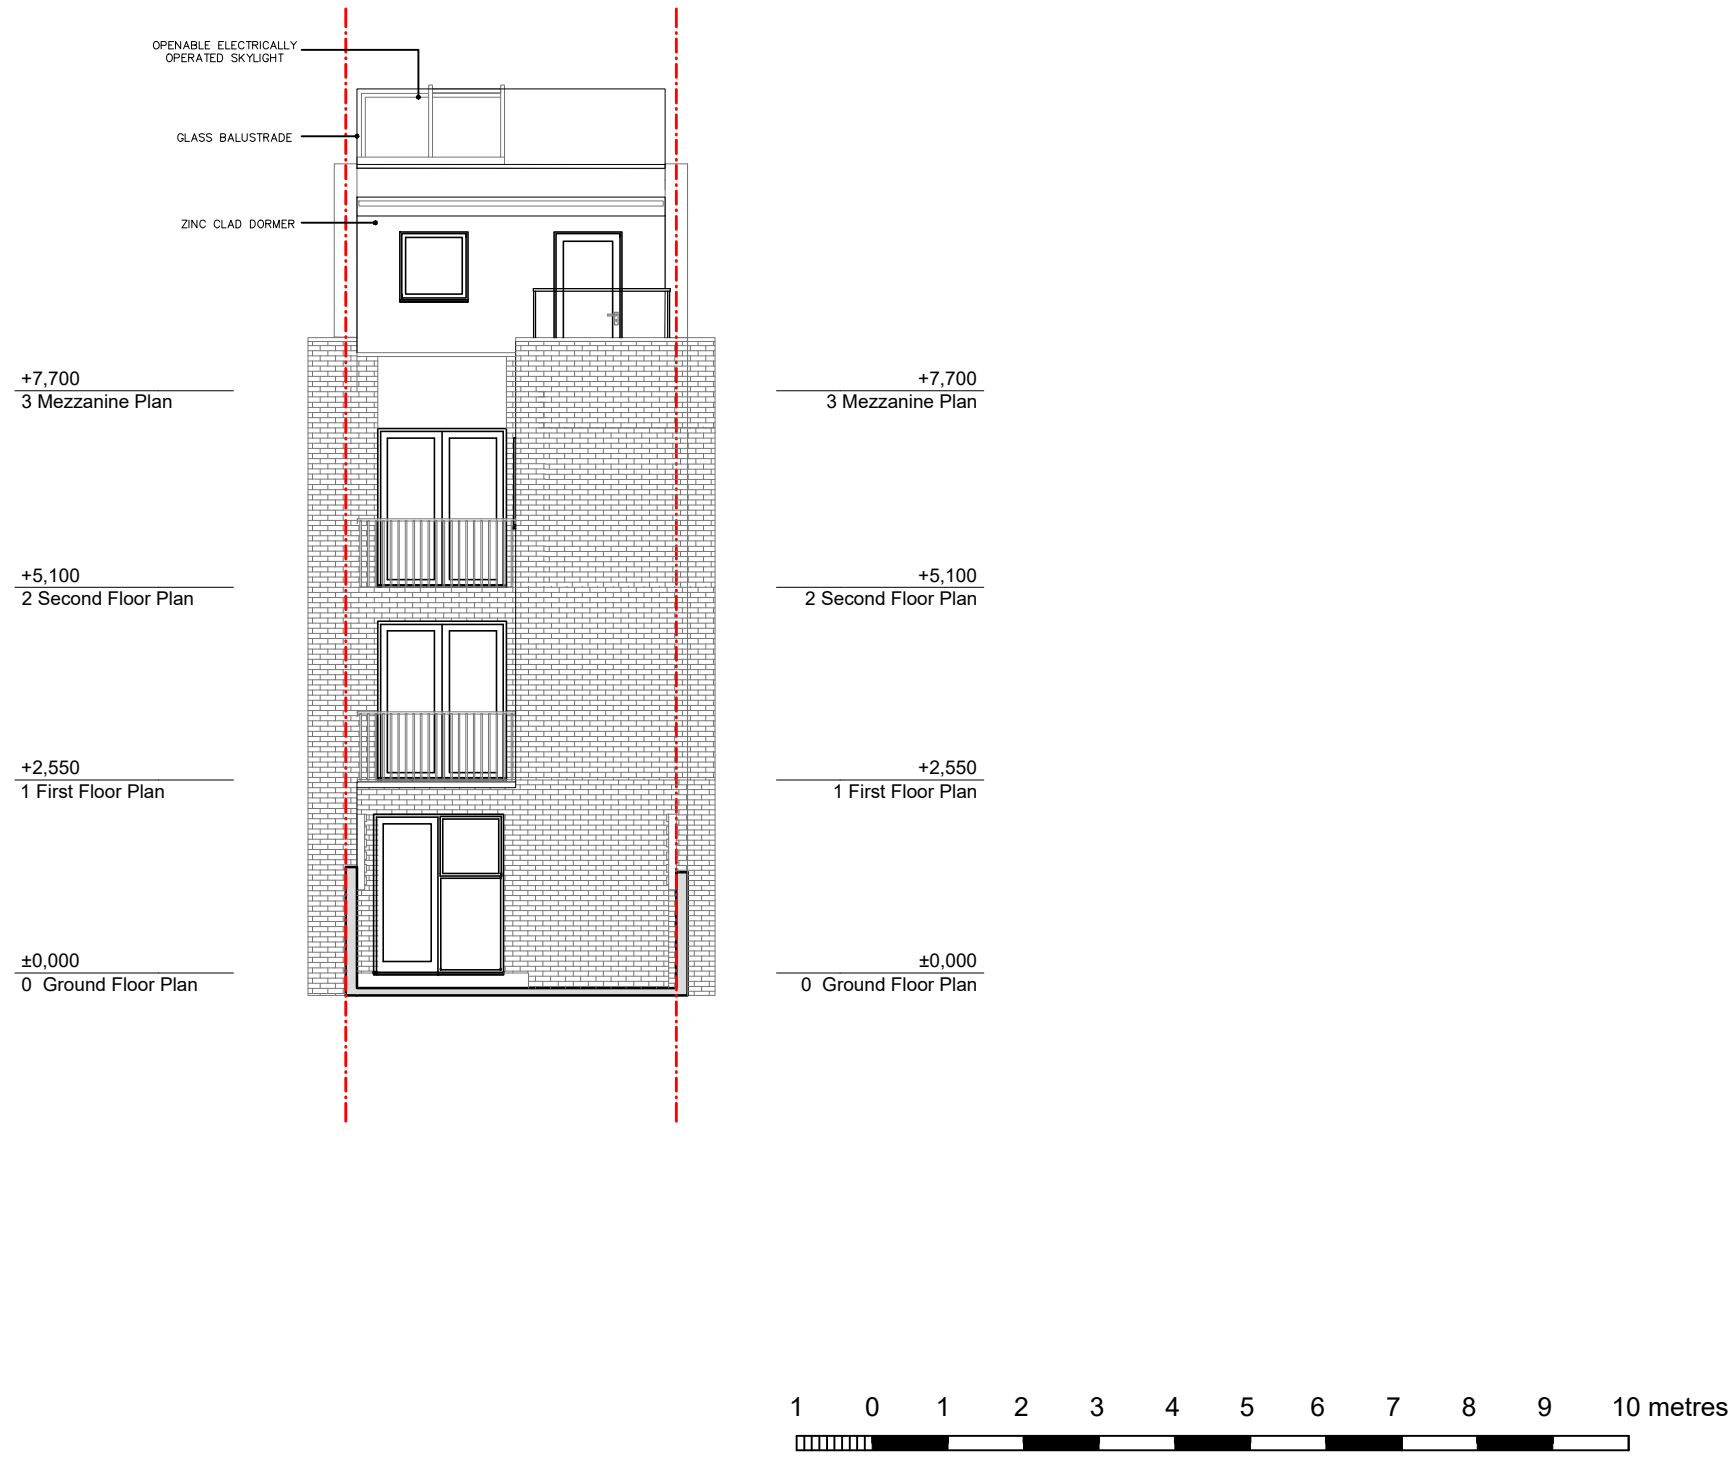 OPENABLE ELECTRICALLY
OPERATED SKYLIGHT
GLASS BALUSTRADE
ZINC CLAD DORMER
+7,700
3 Mezzanine Plan
+7,700
3 Mezzanine Plan
+5,100
2 Second Floor Plan
+5,100
2 Second Floor Plan
+2,550
1 First Floor Plan
+2,550
1 First Floor Plan
±0,000
0 Ground Floor Plan
±0,000
0 Ground Floor Plan
1 0 1 2 3 4 5 6 7 8 9 10 metres